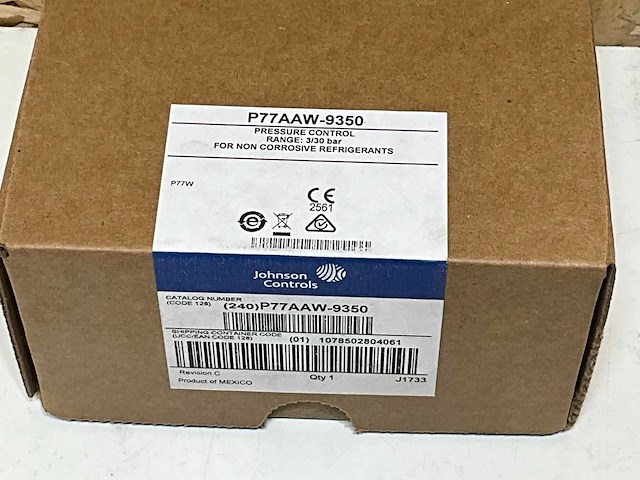 P77AAW-9350
PRESSURE CONTROL
RANGE: 3/30 bar
FOR NON CORROSIVE REFRIGERANTS
P77W
CE
2561
e
Johnson
Controls
CATALOG NUMBER
(CODE 128) (240)P77AAW-9350
SHIPPING CONTAINER CODE
(UCC/EAN CODE 128) (01) 1078502804061
Revision C
Product of MEXICO Qty 1 J1733